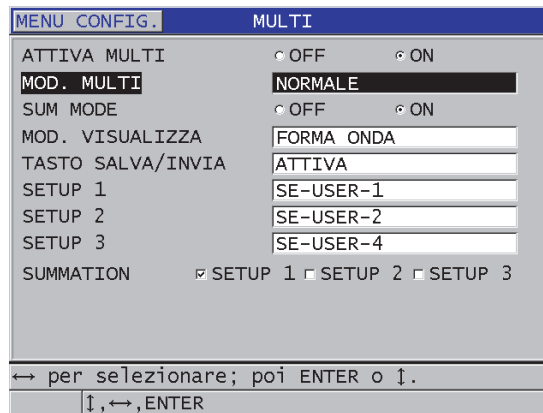 MENU CONFIG. MULTI
ATTIVA MULTI OFF ON
MOD. MULTI NORMALE
SUM MODE OFF ON
MOD. VISUALIZZA FORMA ONDA
TASTO SALVA/INVIA ATTIVA
SETUP 1 SE-USER-1
SETUP 2 SE-USER-2
SETUP 3 SE-USER-4
SUMMATION SETUP 1 SETUP 2 SETUP 3
↔ per selezionare; poi ENTER o ↕.
↕,↔,ENTER